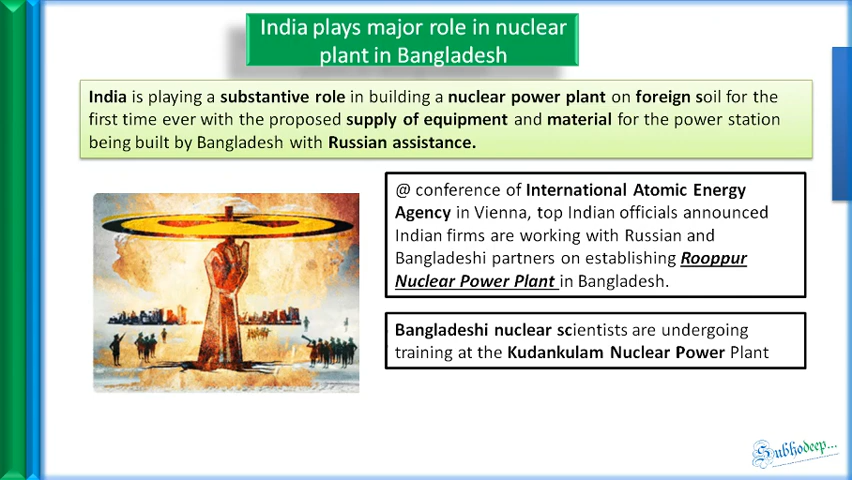 India plays major role in nuclear
plant in Bangladesh
India is playing a substantive role in building a nuclear power plant on foreign soil for the
first time ever with the proposed supply of equipment and material for the power station
being built by Bangladesh with Russian assistance.
@ conference of International Atomic Energy
Agency in Vienna, top Indian officials announced
Indian firms are working with Russian and
Bangladeshi partners on establishing Rooppur
Nuclear Power Plant in Bangladesh.
Bangladeshi nuclear scientists are undergoing
training at the Kudankulam Nuclear Power Plant
Subhodeep...